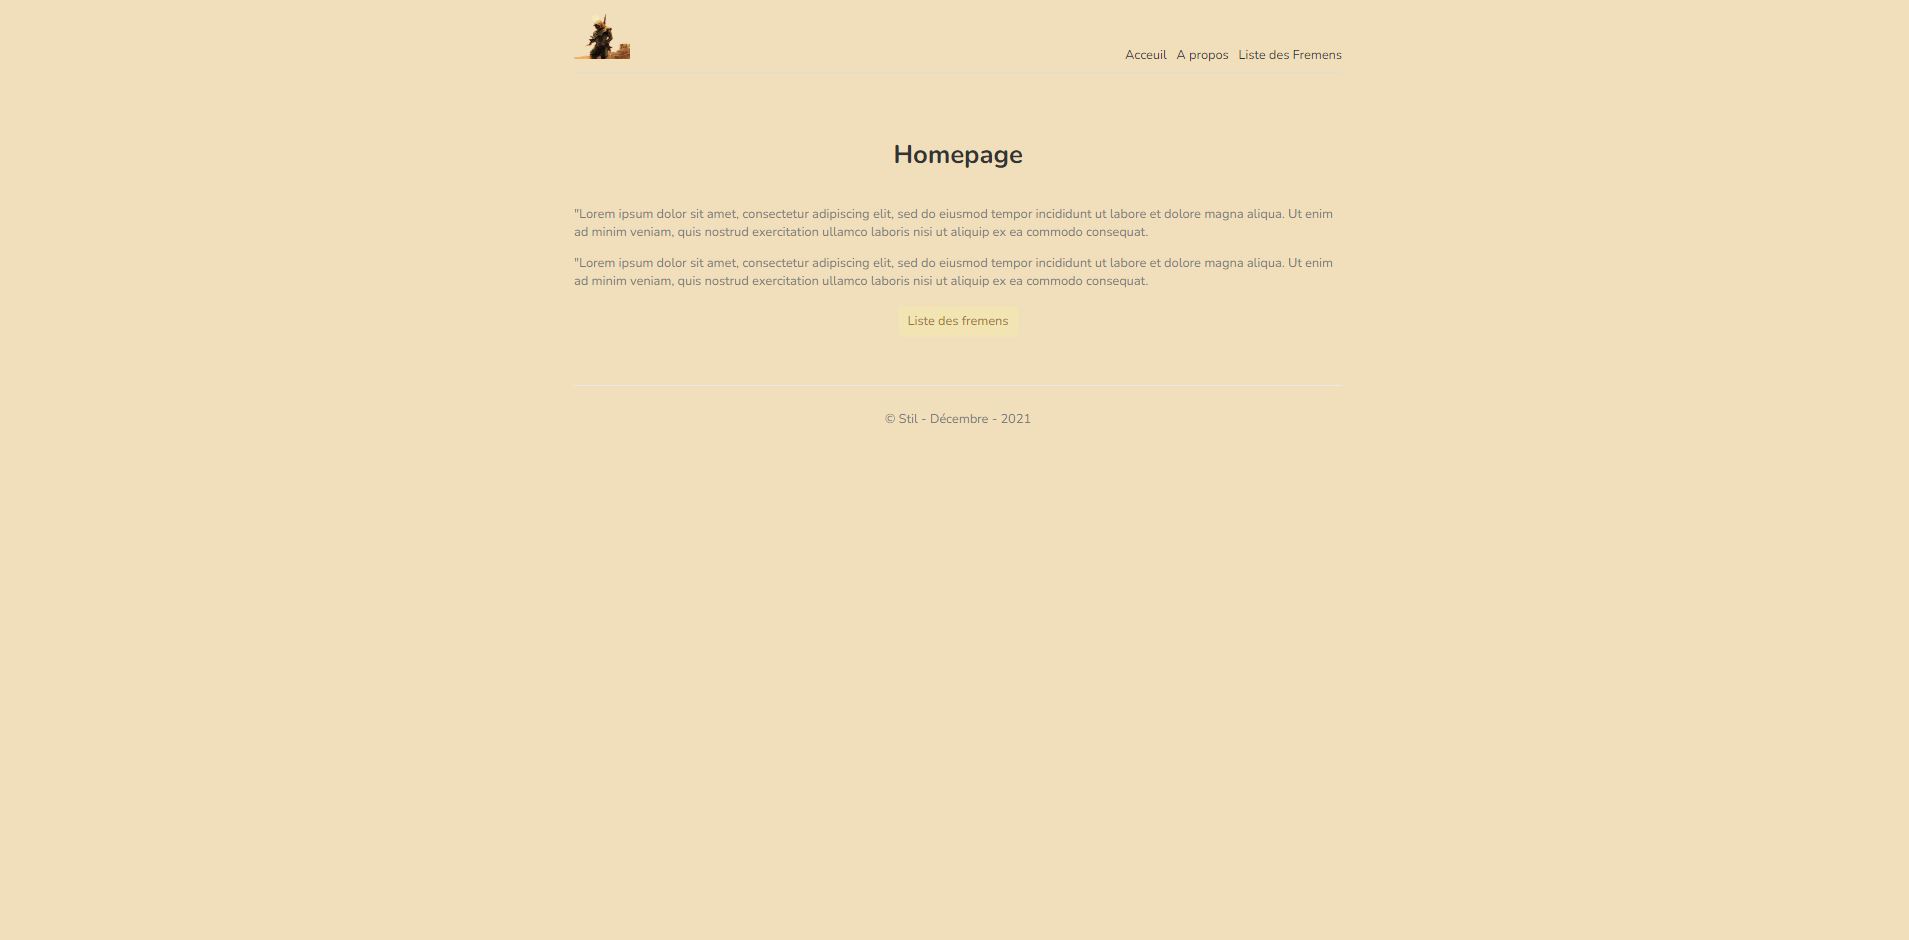 Acceuil A propos Liste des Fremens
Homepage
"Lorem ipsum dolor sit amet, consectetur adipiscing elit, sed do eiusmod tempor incididunt ut labore et dolore magna aliqua. Ut enim
ad minim veniam, quis nostrud exercitation ullamco laboris nisi ut aliquip ex ea commodo consequat.
"Lorem ipsum dolor sit amet, consectetur adipiscing elit, sed do eiusmod tempor incididunt ut labore et dolore magna aliqua. Ut enim
ad minim veniam, quis nostrud exercitation ullamco laboris nisi ut aliquip ex ea commodo consequat.
Liste des fremens
© Stil - Décembre - 2021